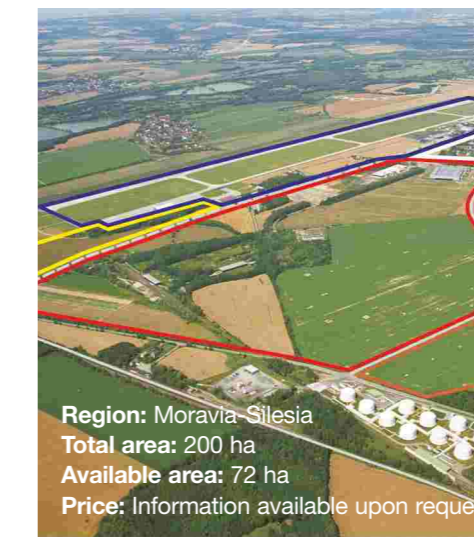 Region: Moravia-Silesia
Total area: 200 ha
Available area: 72 ha
Price: Information available upon reque